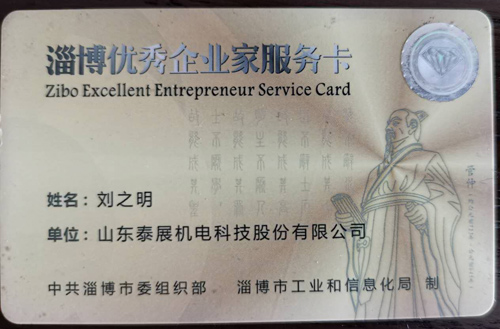 淄博优秀企业家服务卡
Zibo Excellent Entrepreneur Service Card
姓名：刘之明
单位：山东泰展机电科技股份有限公司
中共淄博市委组织部 淄博市工业和信息化局 制
管仲